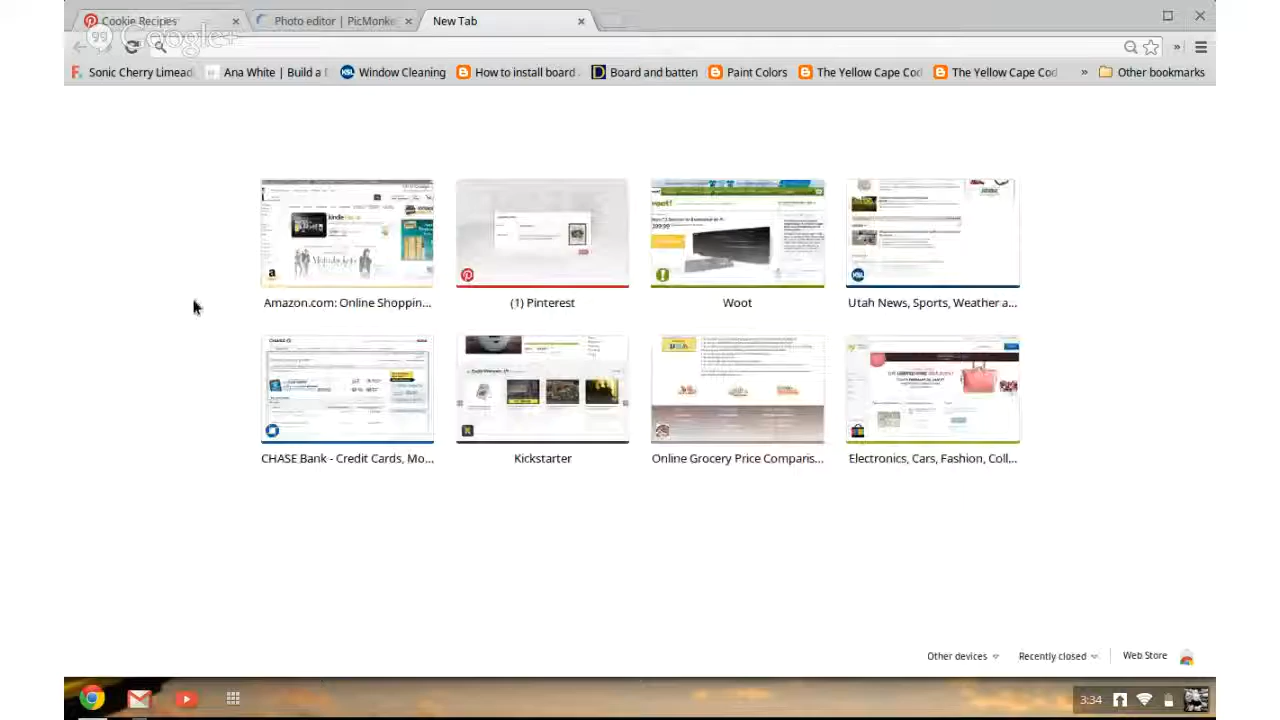 Cookie Recipes
Photo editor | PicMonke
New Tab
Google+
Sonic Cherry Limead
Ana White | Build a
Window Cleaning
How to install board
Board and batten
Paint Colors
The Yellow Cape Cod
The Yellow Cape Cod
»
Other bookmarks
Amazon.com: Online Shoppin...
(1) Pinterest
Woot
Utah News, Sports, Weather a...
CHASE Bank - Credit Cards, Mo...
Kickstarter
Online Grocery Price Comparis...
Electronics, Cars, Fashion, Coll...
Other devices
Recently closed
Web Store
3:34